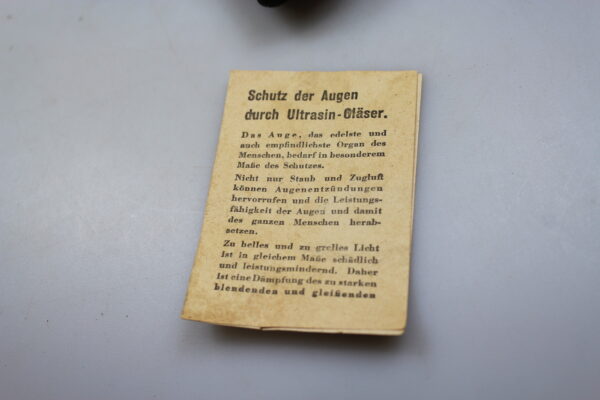 Schutz der Augen
durch Ultrasin-Gläser.
Das Auge, das edelste und
auch empfindlichste Organ des
Menschen, bedarf in besonderem
Maße des Schutzes.
Nicht nur Staub und Zugluft
können Augenentzündungen
hervorrufen und die Leistungs-
fähigkeit der Augen und damit
des ganzen Menschen herab-
setzen.
Zu helles und zu grelles Licht
ist in gleichem Maße schädlich
und leistungsmindernd. Daher
ist eine Dämpfung des zu starken
blendenden und gleißenden